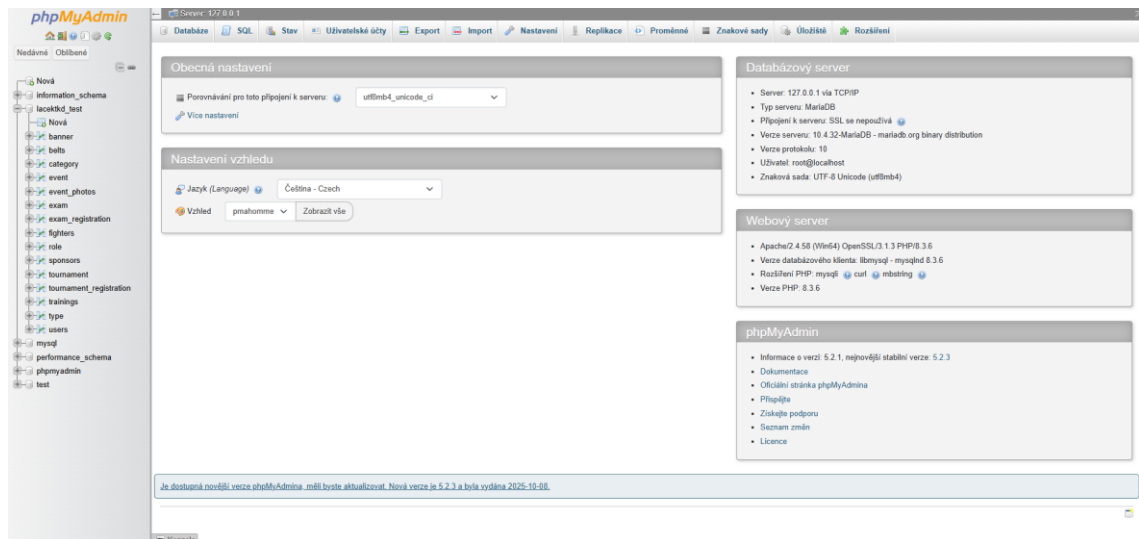 phpMyAdmin
Nedávné Oblíbené
Nová
information_schema
lacektkd_test
Nová
banner
belts
category
event
event_photos
exam
exam_registration
fighters
role
sponsors
tournament
tournament_registration
trainings
type
users
mysql
performance_schema
phpmyadmin
test
Server: 127.0.0.1
Databáze SQL Stav Uživatelské účty Export Import Nastavení Replikace Proměnné Znakové sady Úložiště Rozšíření
Obecná nastavení
Porovnávání pro toto připojení k serveru: utf8mb4_unicode_ci
Více nastavení
Nastavení vzhledu
Jazyk (Language) Čeština - Czech
Vzhled pmahomme Zobrazit vše
Databázový server
• Server: 127.0.0.1 via TCP/IP
• Typ serveru: MariaDB
• Připojení k serveru: SSL se nepoužívá
• Verze serveru: 10.4.32-MariaDB - mariadb.org binary distribution
• Verze protokolu: 10
• Uživatel: root@localhost
• Znaková sada: UTF-8 Unicode (utf8mb4)
Webový server
• Apache/2.4.58 (Win64) OpenSSL/3.1.3 PHP/8.3.6
• Verze databázového klienta: libmysql - mysqlnd 8.3.6
• Rozšíření PHP: mysqli curl mbstring
• Verze PHP: 8.3.6
phpMyAdmin
• Informace o verzi: 5.2.1, nejnovější stabilní verze: 5.2.3
• Dokumentace
• Oficiální stránka phpMyAdmina
• Přispějte
• Získejte podporu
• Seznam změn
• Licence
Je dostupná novější verze phpMyAdmina, měli byste aktualizovat. Nová verze je 5.2.3 a byla vydána 2025-10-08.